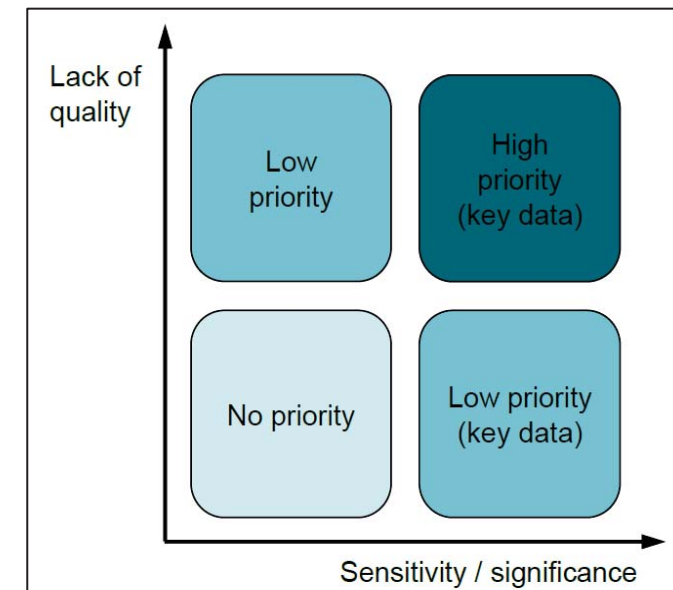 Lack of
quality
Low
priority
High
priority
(key data)
No priority
Low priority
(key data)
Sensitivity / significance